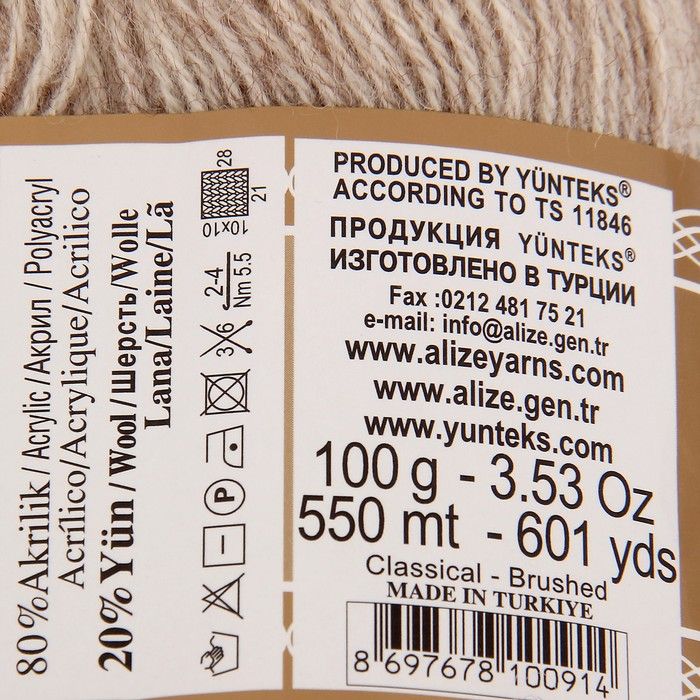 80%Akrilik / Acrylic / Акрил / Polyacryl
Acrílico/Acrylique/Acrilico
20%Yün / Wool / Шерсть/Wolle
Lana/Laine/Lã
28
21
10x10
2-4
Nm 5.5
3 6
P
PRODUCED BY YÜNTEKS®
ACCORDING TO TS 11846
ПРОДУКЦИЯ YÜNTEKS®
ИЗГОТОВЛЕНО В ТУРЦИИ
Fax :0212 481 75 21
e-mail: info@alize.gen.tr
www.alizeyarns.com
www.alize.gen.tr
www.yunteks.com
100 g - 3.53 Oz
550 mt - 601 yds
Classical - Brushed
MADE IN TURKIYE
8 697678 100914